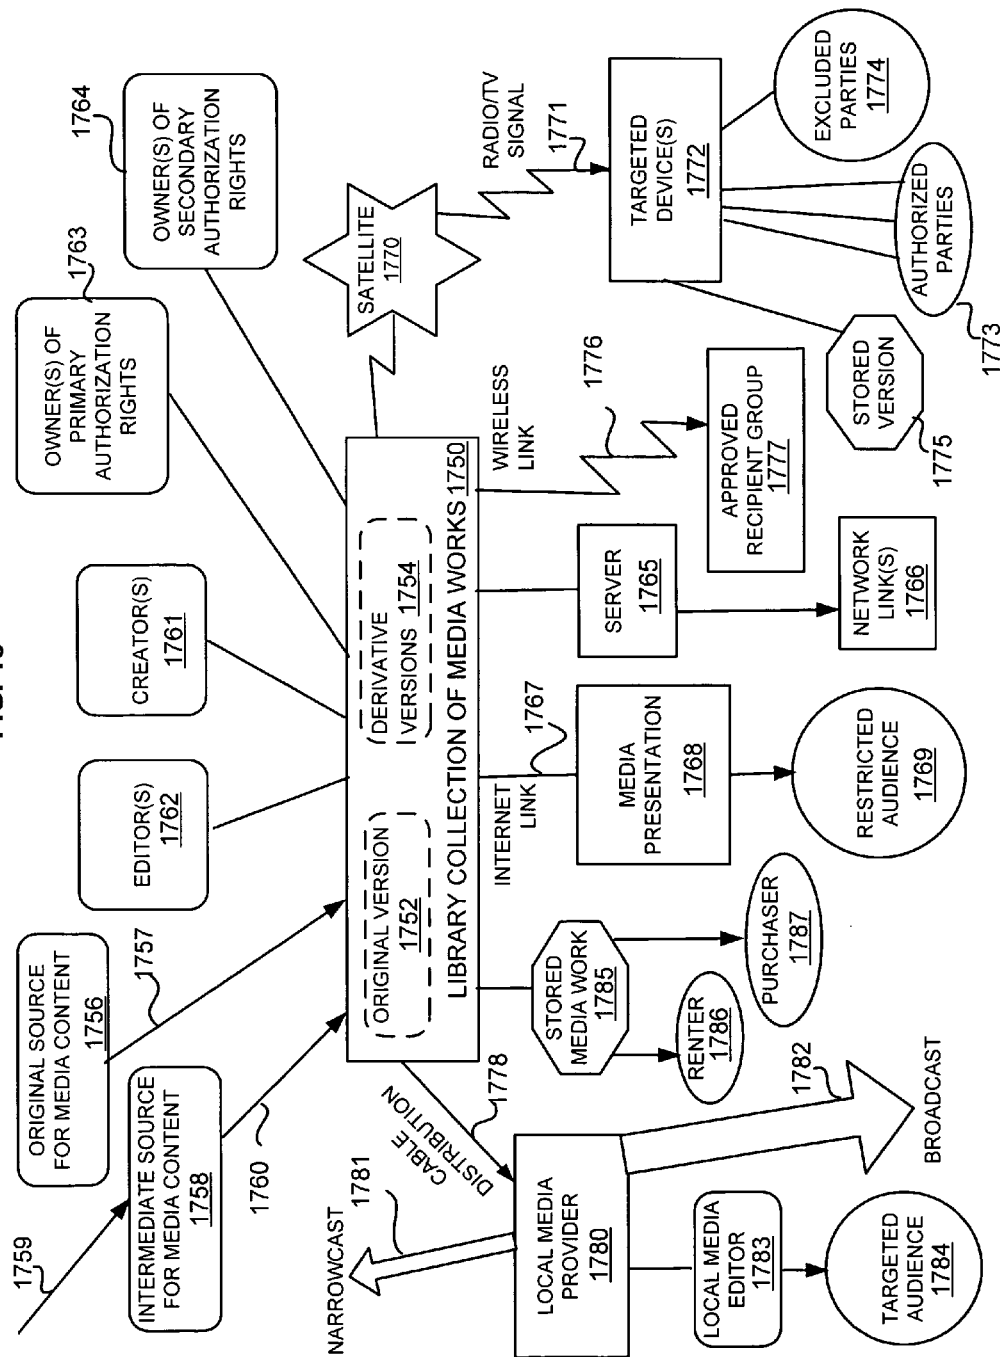 1759
ORIGINAL SOURCE
FOR MEDIA CONTENT
1756
1757
INTERMEDIATE SOURCE
FOR MEDIA CONTENT
1758
1760
EDITOR(S)
1762
CREATOR(S)
1761
OWNER(S) OF
PRIMARY
AUTHORIZATION
RIGHTS
1763
OWNER(S) OF
SECONDARY
AUTHORIZATION
RIGHTS
1764
ORIGINAL VERSION
1752
DERIVATIVE
VERSIONS 1754
LIBRARY COLLECTION OF MEDIA WORKS 1750
SATELLITE
1770
RADIO/TV
SIGNAL
1771
NARROWCAST
1781
CABLE
DISTRIBUTION
1778
INTERNET
LINK
1767
WIRELESS
LINK
1776
LOCAL MEDIA
PROVIDER
1780
STORED
MEDIA WORK
1785
MEDIA
PRESENTATION
1768
SERVER
1765
APPROVED
RECIPIENT GROUP
1777
TARGETED
DEVICE(S)
1772
LOCAL MEDIA
EDITOR
1783
RENTER
1786
PURCHASER
1787
1782
NETWORK
LINK(S)
1766
STORED
VERSION
1775
AUTHORIZED
PARTIES
1773
EXCLUDED
PARTIES
1774
TARGETED
AUDIENCE
1784
BROADCAST
RESTRICTED
AUDIENCE
1769